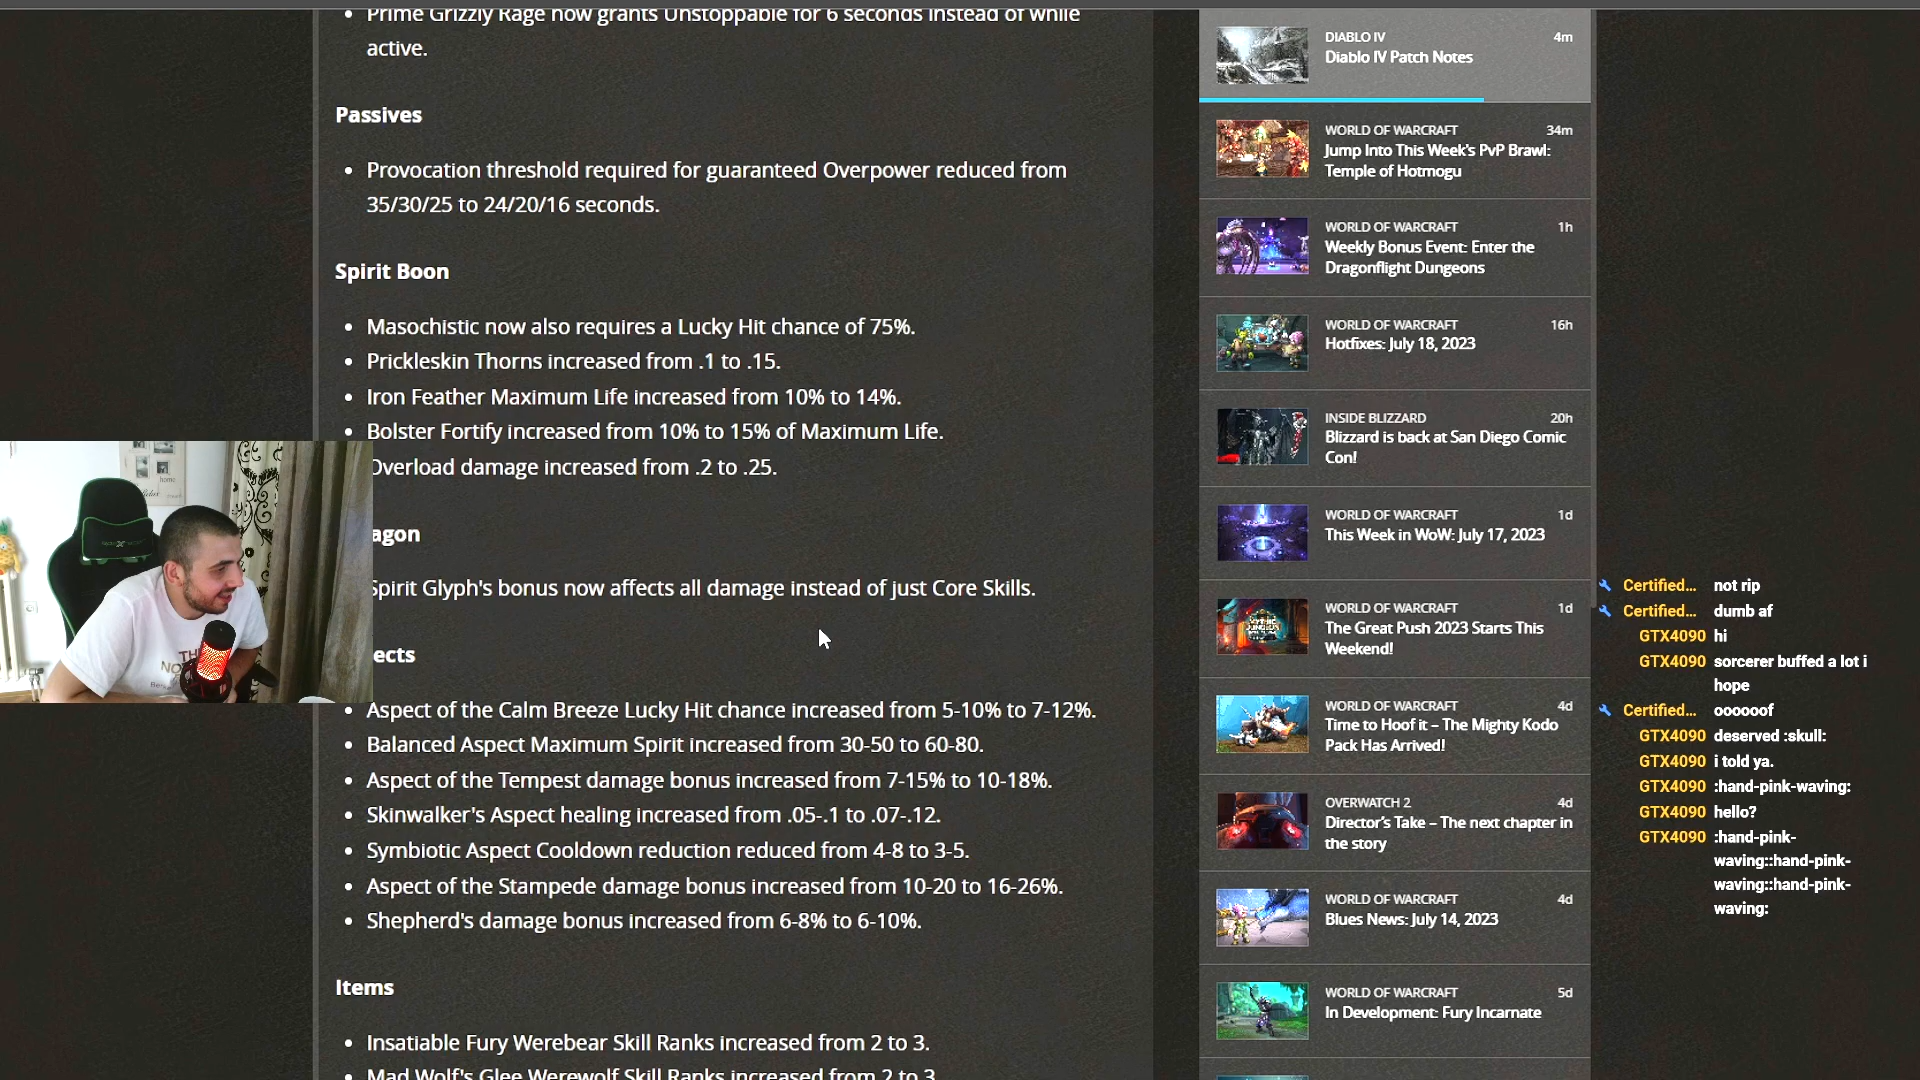 Prime Grizzly Rage now grants Unstoppable for 6 seconds instead of while
active.
Passives
• Provocation threshold required for guaranteed Overpower reduced from
35/30/25 to 24/20/16 seconds.
Spirit Boon
• Masochistic now also requires a Lucky Hit chance of 75%.
• Prickleskin Thorns increased from .1 to .15.
• Iron Feather Maximum Life increased from 10% to 14%.
• Bolster Fortify increased from 10% to 15% of Maximum Life.
Overload damage increased from .2 to .25.
agon
Spirit Glyph's bonus now affects all damage instead of just Core Skills.
ects
• Aspect of the Calm Breeze Lucky Hit chance increased from 5-10% to 7-12%.
• Balanced Aspect Maximum Spirit increased from 30-50 to 60-80.
• Aspect of the Tempest damage bonus increased from 7-15% to 10-18%.
• Skinwalker's Aspect healing increased from .05-.1 to .07-.12.
• Symbiotic Aspect Cooldown reduction reduced from 4-8 to 3-5.
• Aspect of the Stampede damage bonus increased from 10-20 to 16-26%.
• Shepherd's damage bonus increased from 6-8% to 6-10%.
Items
• Insatiable Fury Werebear Skill Ranks increased from 2 to 3.
Mad Wolf's Glee Werewolf Skill Ranks increased from 2 to 3.
DIABLO IV 4m
Diablo IV Patch Notes
WORLD OF WARCRAFT 34m
Jump Into This Week's PvP Brawl:
Temple of Hotmogu
WORLD OF WARCRAFT 1h
Weekly Bonus Event: Enter the
Dragonflight Dungeons
WORLD OF WARCRAFT 16h
Hotfixes: July 18, 2023
INSIDE BLIZZARD 20h
Blizzard is back at San Diego Comic
Con!
WORLD OF WARCRAFT 1d
This Week in WoW: July 17, 2023
WORLD OF WARCRAFT 1d
The Great Push 2023 Starts This
Weekend!
WORLD OF WARCRAFT 4d
Time to Hoof it – The Mighty Kodo
Pack Has Arrived!
OVERWATCH 2 4d
Director's Take – The next chapter in
the story
WORLD OF WARCRAFT 4d
Blues News: July 14, 2023
WORLD OF WARCRAFT 5d
In Development: Fury Incarnate
Certified... not rip
Certified... dumb af
GTX4090 hi
GTX4090 sorcerer buffed a lot i
hope
Certified... oooooof
GTX4090 deserved :skull:
GTX4090 i told ya.
GTX4090 :hand-pink-waving:
GTX4090 hello?
GTX4090 :hand-pink-
waving::hand-pink-
waving::hand-pink-
waving: